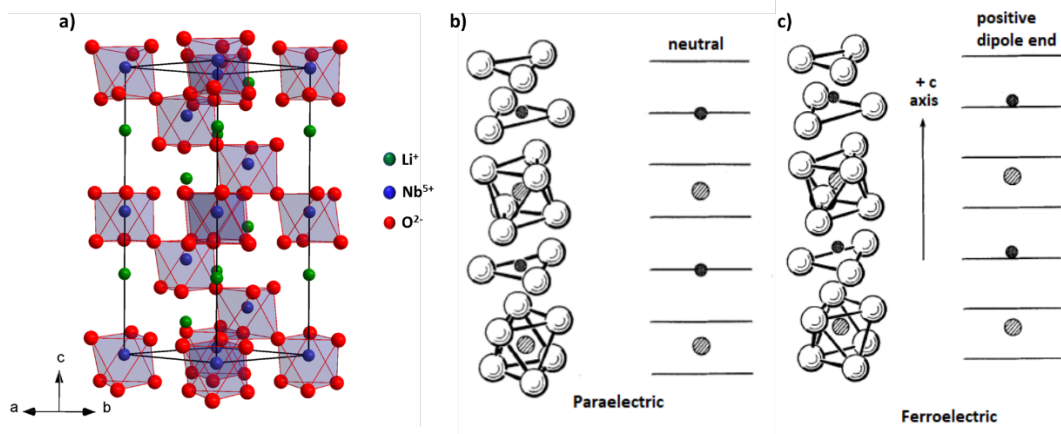 a)
c
a
b
Li⁺
Nb⁵⁺
O²⁻
b)
neutral
Paraelectric
c)
positive
dipole end
+ c
axis
Ferroelectric